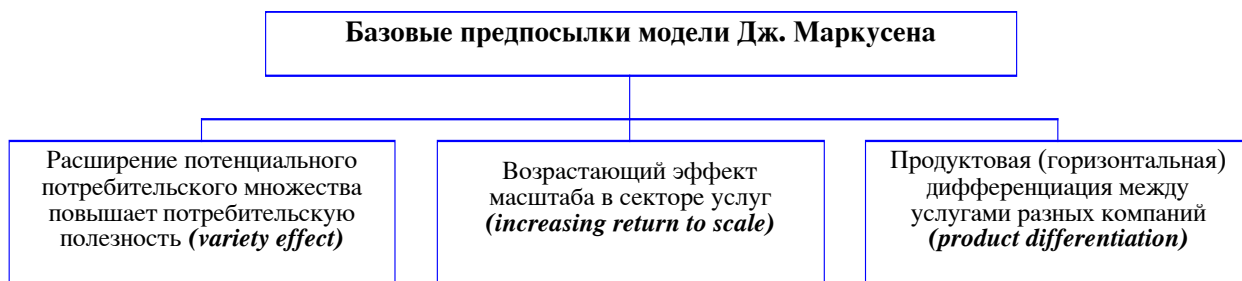 Базовые предпосылки модели Дж. Маркусена
Расширение потенциального
потребительского множества
повышает потребительскую
полезность (variety effect)
Возрастающий эффект
масштаба в секторе услуг
(increasing return to scale)
Продуктовая (горизонтальная)
дифференциация между
услугами разных компаний
(product differentiation)